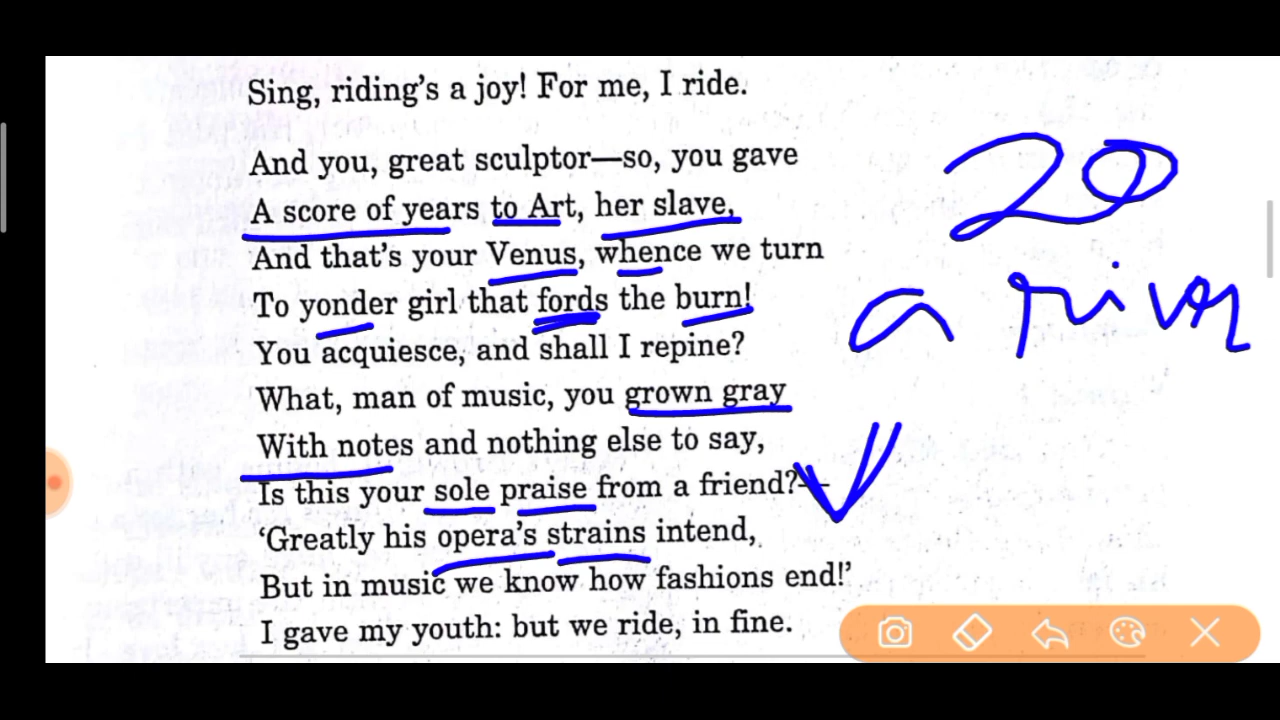 Sing, riding's a joy! For me, I ride.
And you, great sculptor—so, you gave
A score of years to Art, her slave,
And that's your Venus, whence we turn
To yonder girl that fords the burn!
You acquiesce, and shall I repine?
What, man of music, you grown gray
With notes and nothing else to say,
Is this your sole praise from a friend?—
'Greatly his opera's strains intend,
But in music we know how fashions end!'
I gave my youth: but we ride, in fine.
20
a river